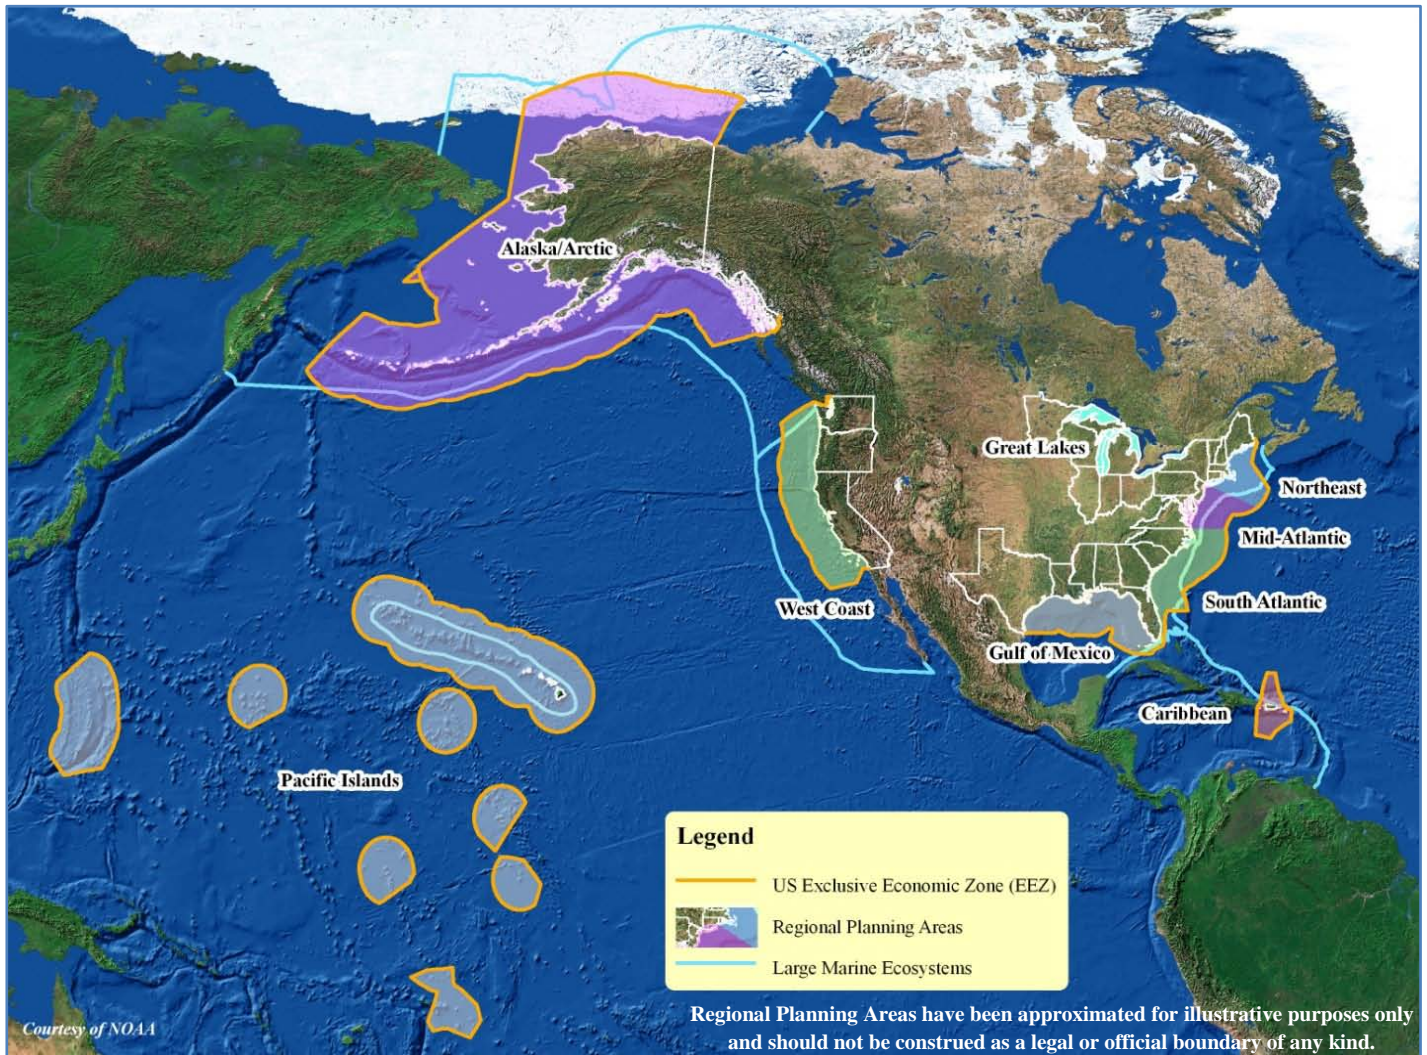 Alaska/Arctic
Great Lakes
Northeast
Mid-Atlantic
West Coast
South Atlantic
Gulf of Mexico
Caribbean
Pacific Islands
Legend
US Exclusive Economic Zone (EEZ)
Regional Planning Areas
Large Marine Ecosystems
Regional Planning Areas have been approximated for illustrative purposes only
and should not be construed as a legal or official boundary of any kind.
Courtesy of NOAA